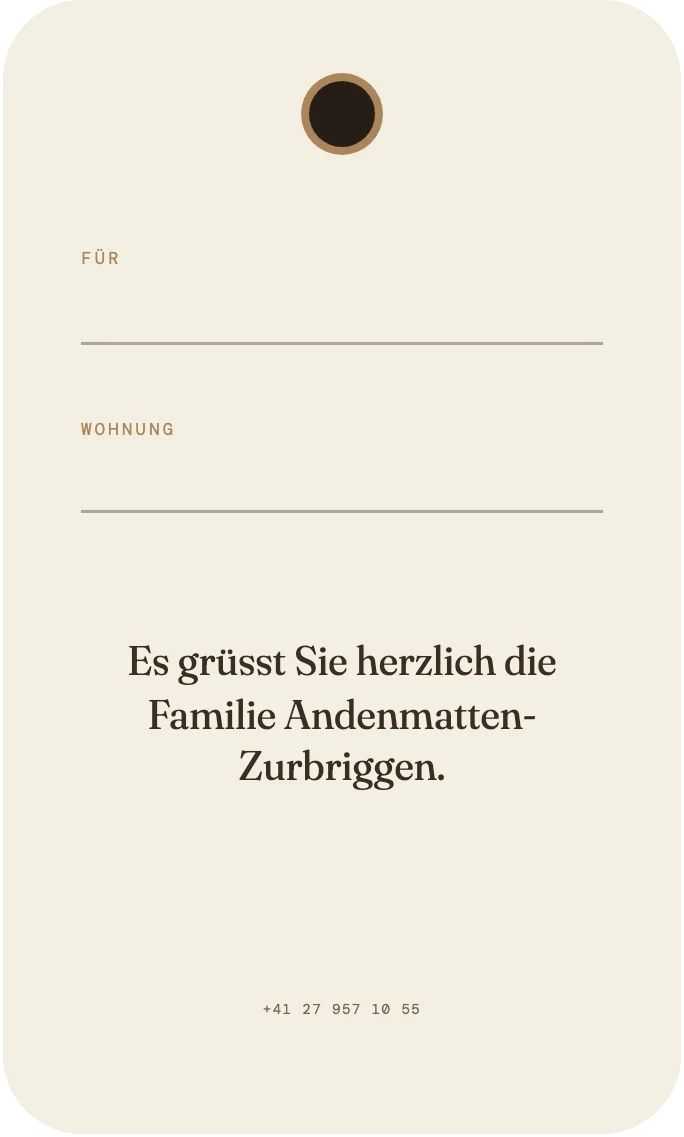 FÜR
WOHNUNG
Es grüsst Sie herzlich die
Familie Andenmatten-
Zurbriggen.
+41 27 957 10 55